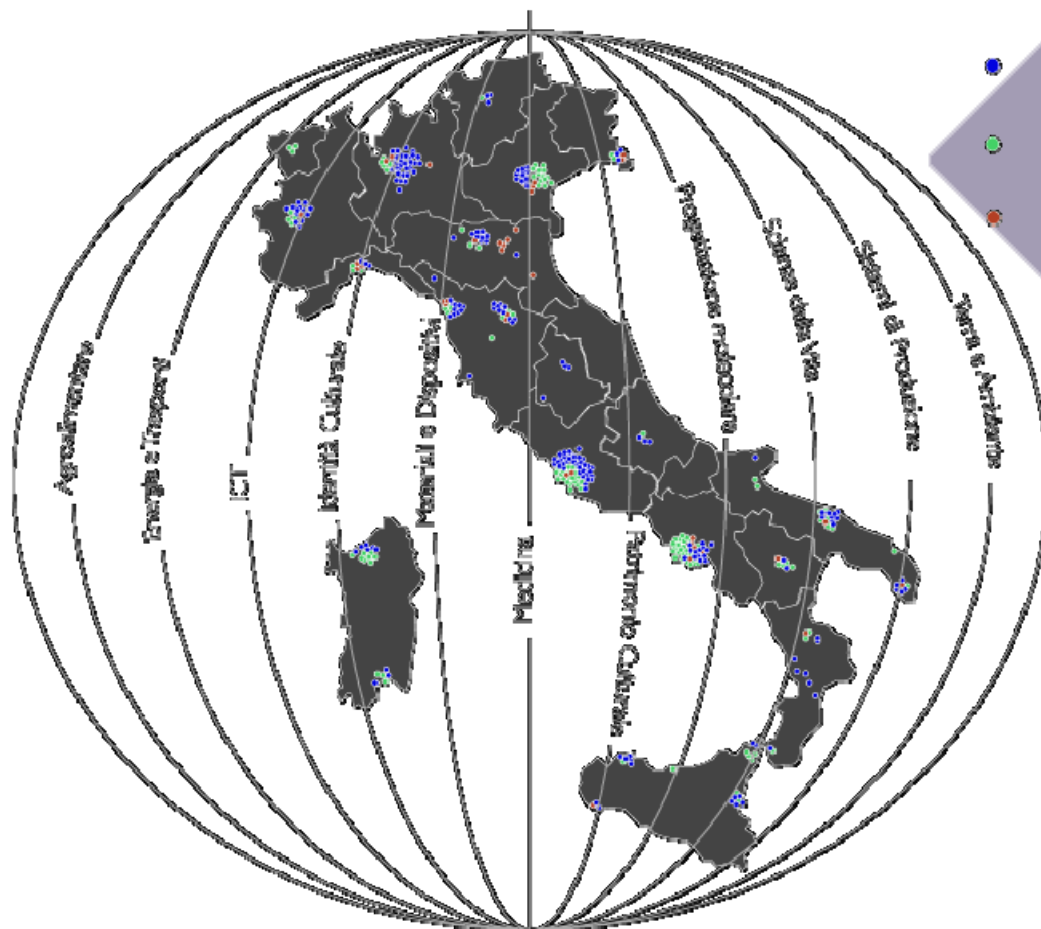 Agroalimentare
Energia e Trasporti
ICT
Identità Culturale
Materiali e Dispositivi
Medicina
Patrimonio Culturale
Progettazione molecolare
Scienze della Vita
sistemi di Produzione
Terra e Ambiente